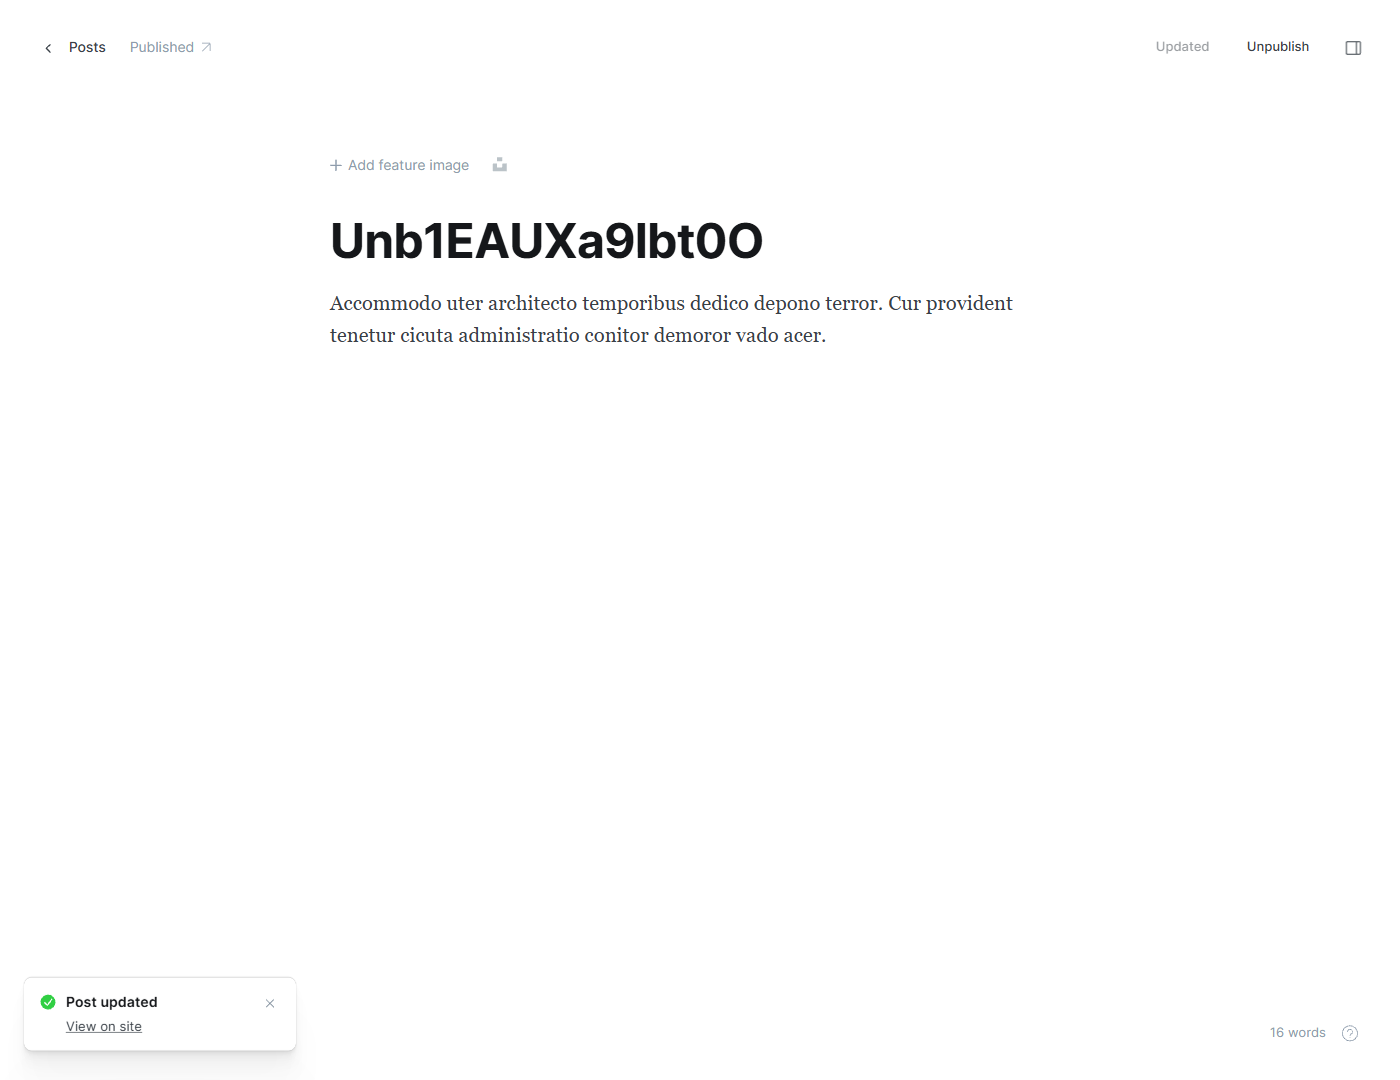 Posts
Published
Updated
Unpublish
Add feature image
Unb1EAUXa9Ibt0O
Accommodo uter architecto temporibus dedico depono terror. Cur provident
tenetur cicuta administratio conitor demoror vado acer.
Post updated
View on site
16 words